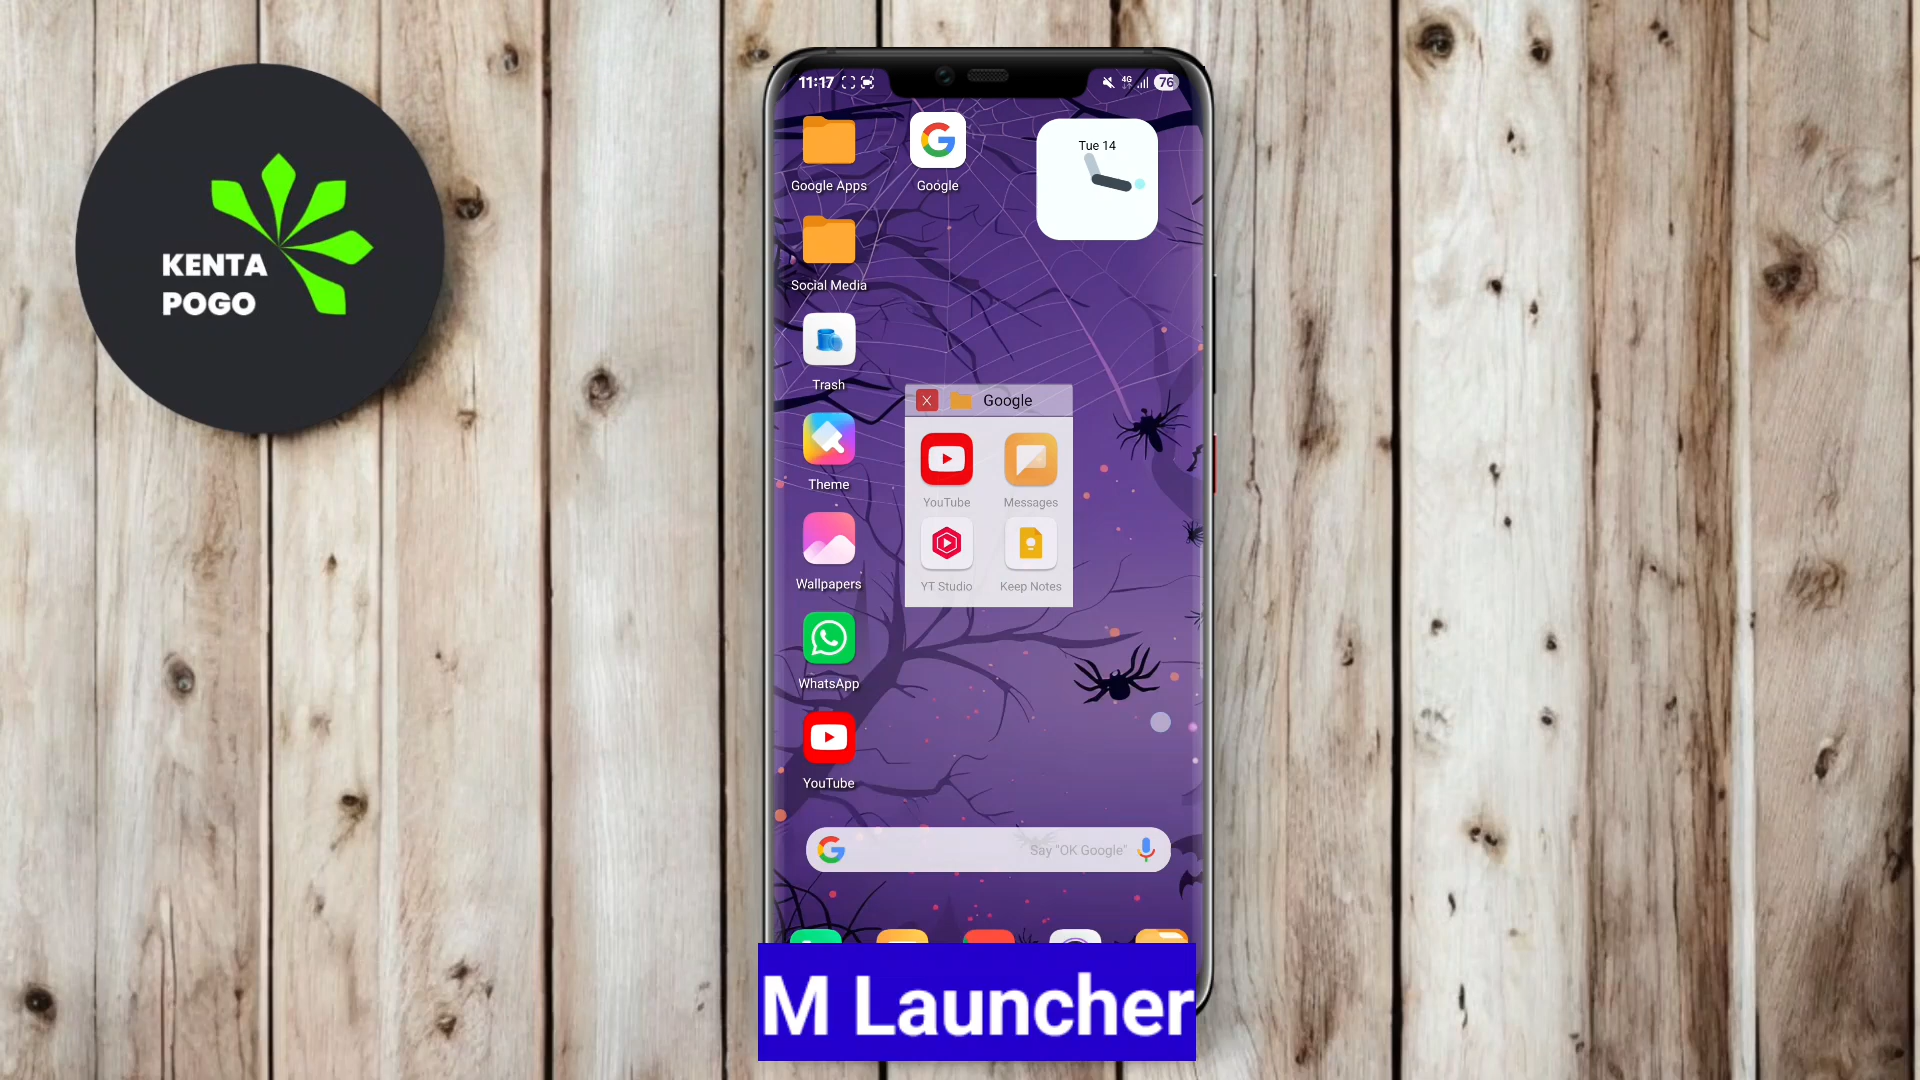 KENTA
POGO
11:17
4G
76
Google Apps
Google
Tue 14
Social Media
Trash
Theme
Wallpapers
WhatsApp
YouTube
X
Google
YouTube
Messages
YT Studio
Keep Notes
Say "OK Google"
M Launcher